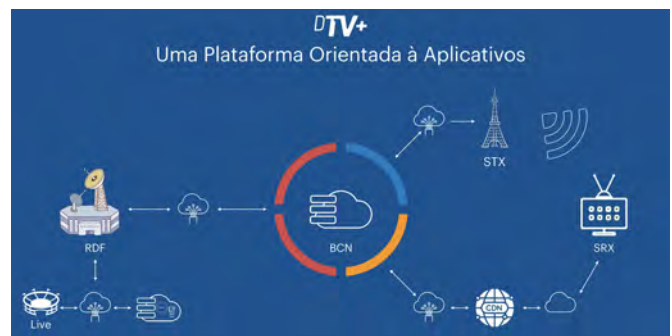 DTV+
Uma Plataforma Orientada à Aplicativos
STX
RDF
BCN
SRX
Live
CDN